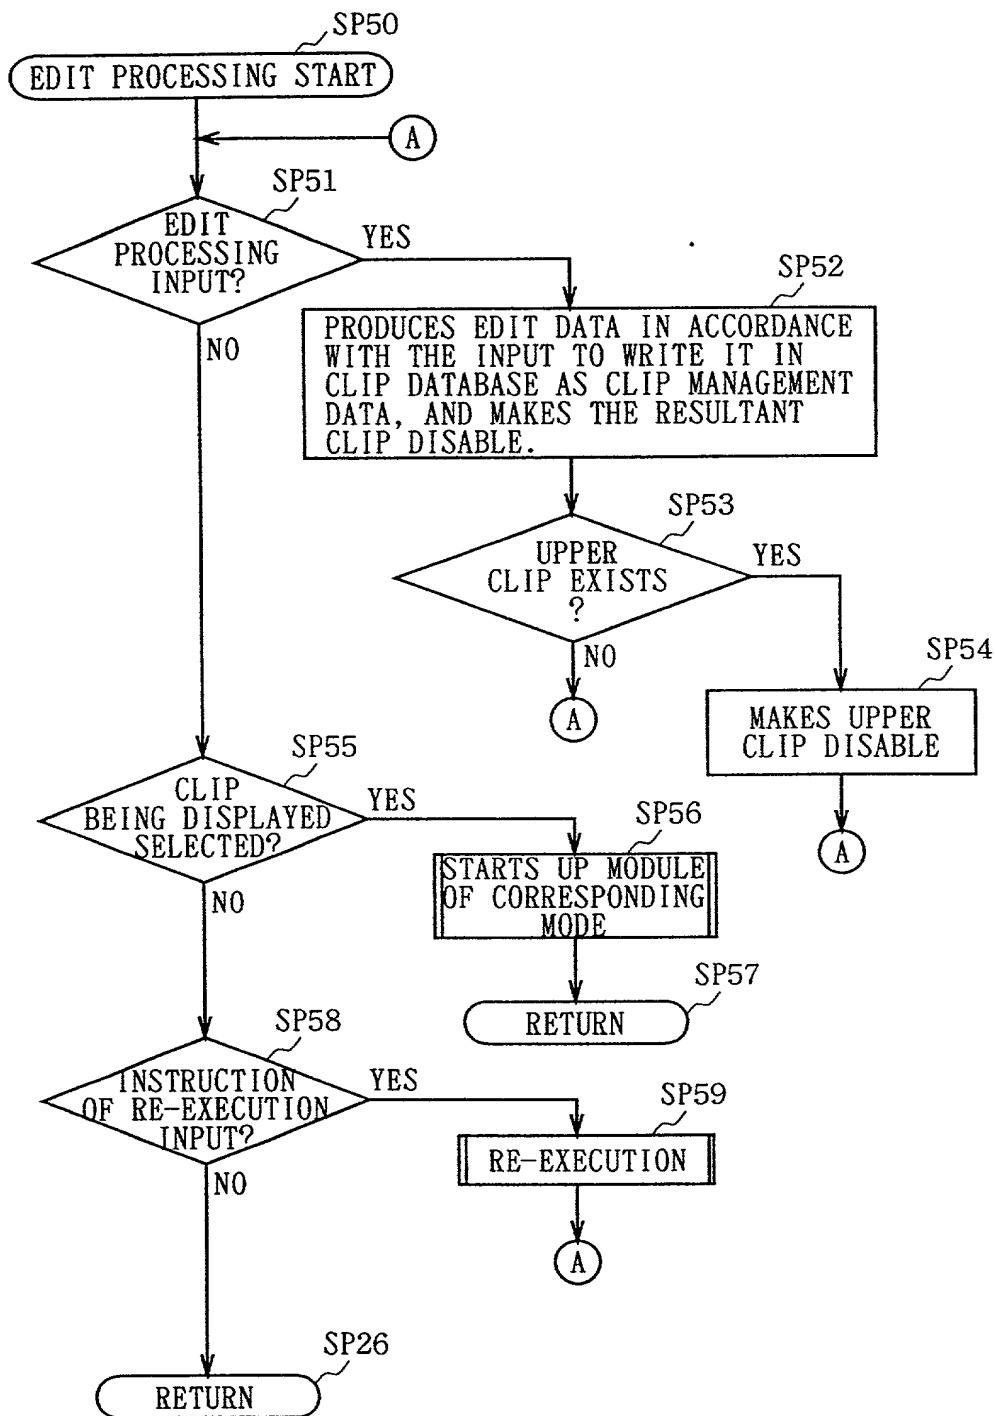 SP50
EDIT PROCESSING START
A
SP51
EDIT
PROCESSING
INPUT?
YES
NO
SP52
PRODUCES EDIT DATA IN ACCORDANCE
WITH THE INPUT TO WRITE IT IN
CLIP DATABASE AS CLIP MANAGEMENT
DATA, AND MAKES THE RESULTANT
CLIP DISABLE.
SP53
UPPER
CLIP EXISTS
?
YES
NO
A
SP54
MAKES UPPER
CLIP DISABLE
A
SP55
CLIP
BEING DISPLAYED
SELECTED?
YES
NO
SP56
STARTS UP MODULE
OF CORRESPONDING
MODE
SP57
RETURN
SP58
INSTRUCTION
OF RE-EXECUTION
INPUT?
YES
NO
SP59
RE-EXECUTION
A
SP26
RETURN